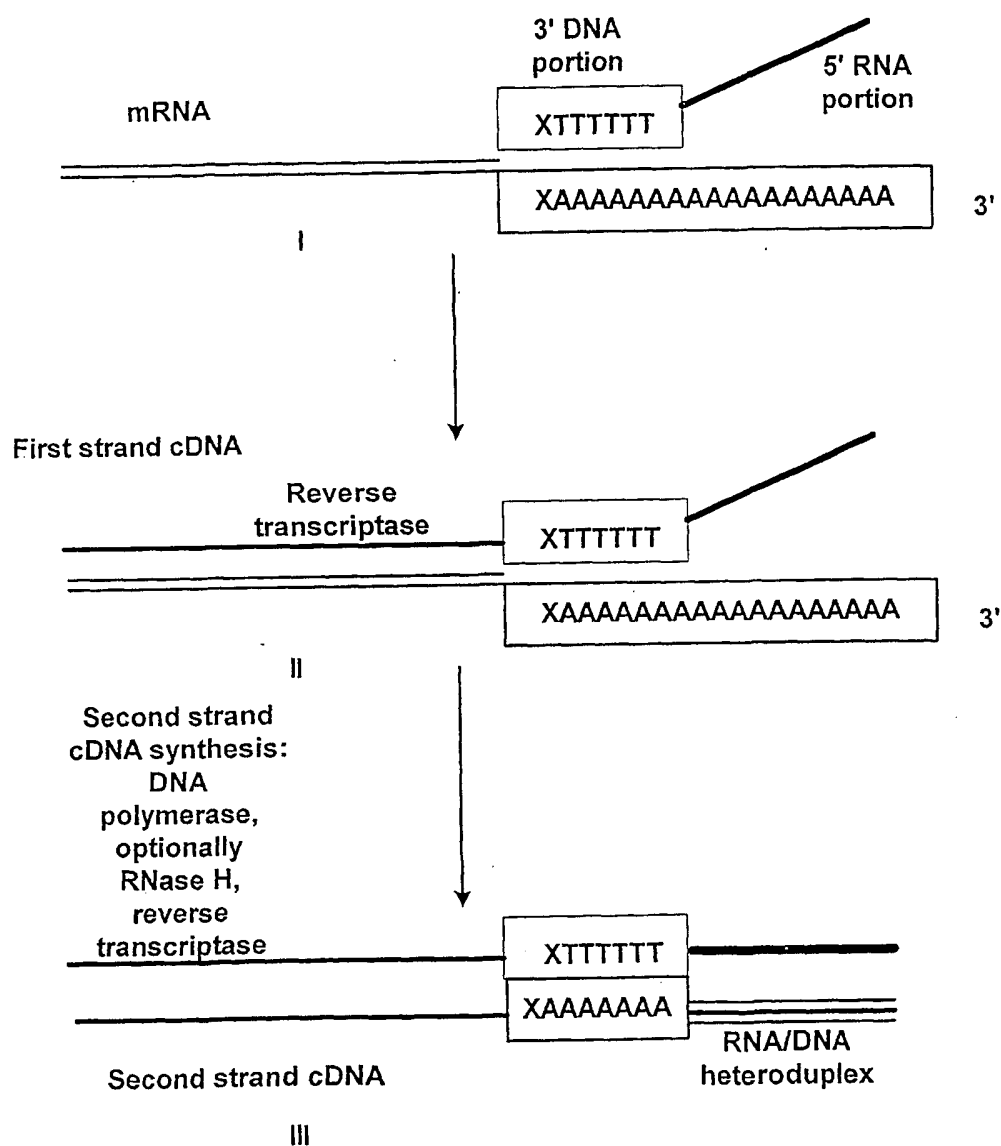 3' DNA
portion
5' RNA
portion
mRNA
XTTTTTT
XAAAAAAAAAAAAAAAAAA
3'
I
First strand cDNA
Reverse
transcriptase
XTTTTTT
XAAAAAAAAAAAAAAAAAA
3'
II
Second strand
cDNA synthesis:
DNA
polymerase,
optionally
RNase H,
reverse
transcriptase
XTTTTTT
XAAAAAAA
RNA/DNA
heteroduplex
Second strand cDNA
III